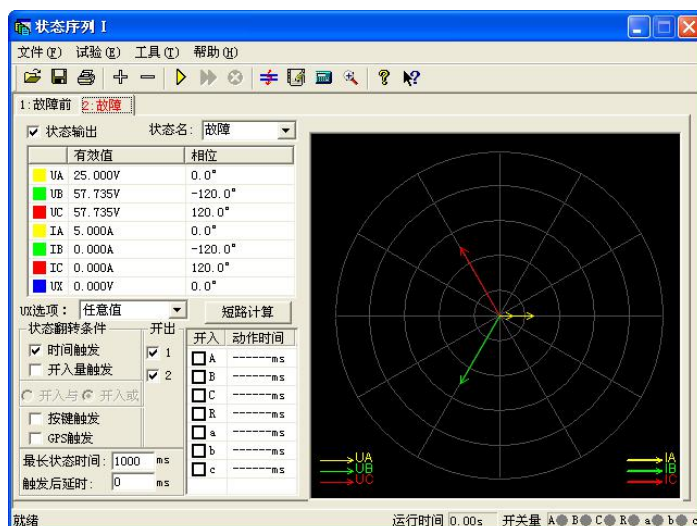 状态序列 I
文件(F) 试验(E) 工具(T) 帮助(H)
1:故障前 2:故障
状态输出 状态名: 故障
有效值 相位
UA 25.000V 0.0°
UB 57.735V -120.0°
UC 57.735V 120.0°
IA 5.000A 0.0°
IB 0.000A -120.0°
IC 0.000A 120.0°
UX 0.000V 0.0°
UX选项: 任意值 短路计算
状态翻转条件 开出
时间触发 1
开入量触发 2
开入与 开入或
按键触发
GPS触发
最长状态时间: 1000 ms
触发后延时: 0 ms
开入 动作时间
A ------ms
B ------ms
C ------ms
R ------ms
a ------ms
b ------ms
c ------ms
UA IA
UB IB
UC IC
就绪 运行时间 0.00s 开关量 A B C R a b c